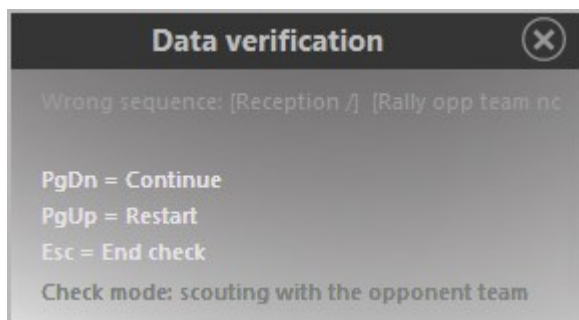 Data verification
Wrong sequence: [Reception /] [Rally opp team nc
PgDn = Continue
PgUp = Restart
Esc = End check
Check mode: scouting with the opponent team